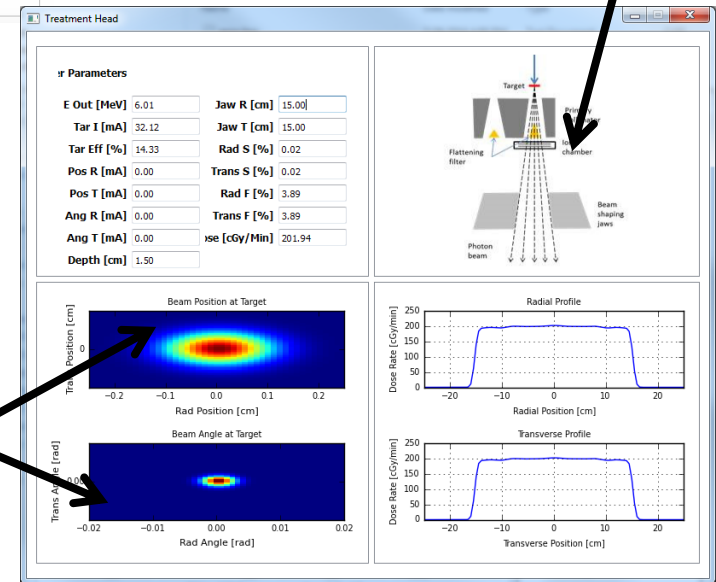 Treatment Head
er Parameters
E Out [MeV] 6.01 Jaw R [cm] 15.00
Tar I [mA] 32.12 Jaw T [cm] 15.00
Tar Eff [%] 14.33 Rad S [%] 0.02
Pos R [mA] 0.00 Trans S [%] 0.02
Pos T [mA] 0.00 Rad F [%] 3.89
Ang R [mA] 0.00 Trans F [%] 3.89
Ang T [mA] 0.00 ose [cGy/Min] 201.94
Depth [cm] 1.50
Target
Flattening
filter
chamber
Beam
shaping
jaws
Photon
beam
Beam Position at Target
Position [cm]
0
−0.2 −0.1 0.0 0.1 0.2
Rad Position [cm]
Beam Angle at Target
Trans Angle [rad]
−0.02 −0.01 0.00 0.01 0.02
Rad Angle [rad]
Radial Profile
Dose Rate [cGy/min]
250
200
150
100
50
0
−20 −10 0 10 20
Radial Position [cm]
Transverse Profile
Dose Rate [cGy/min]
250
200
150
100
50
0
−20 −10 0 10 20
Transverse Position [cm]